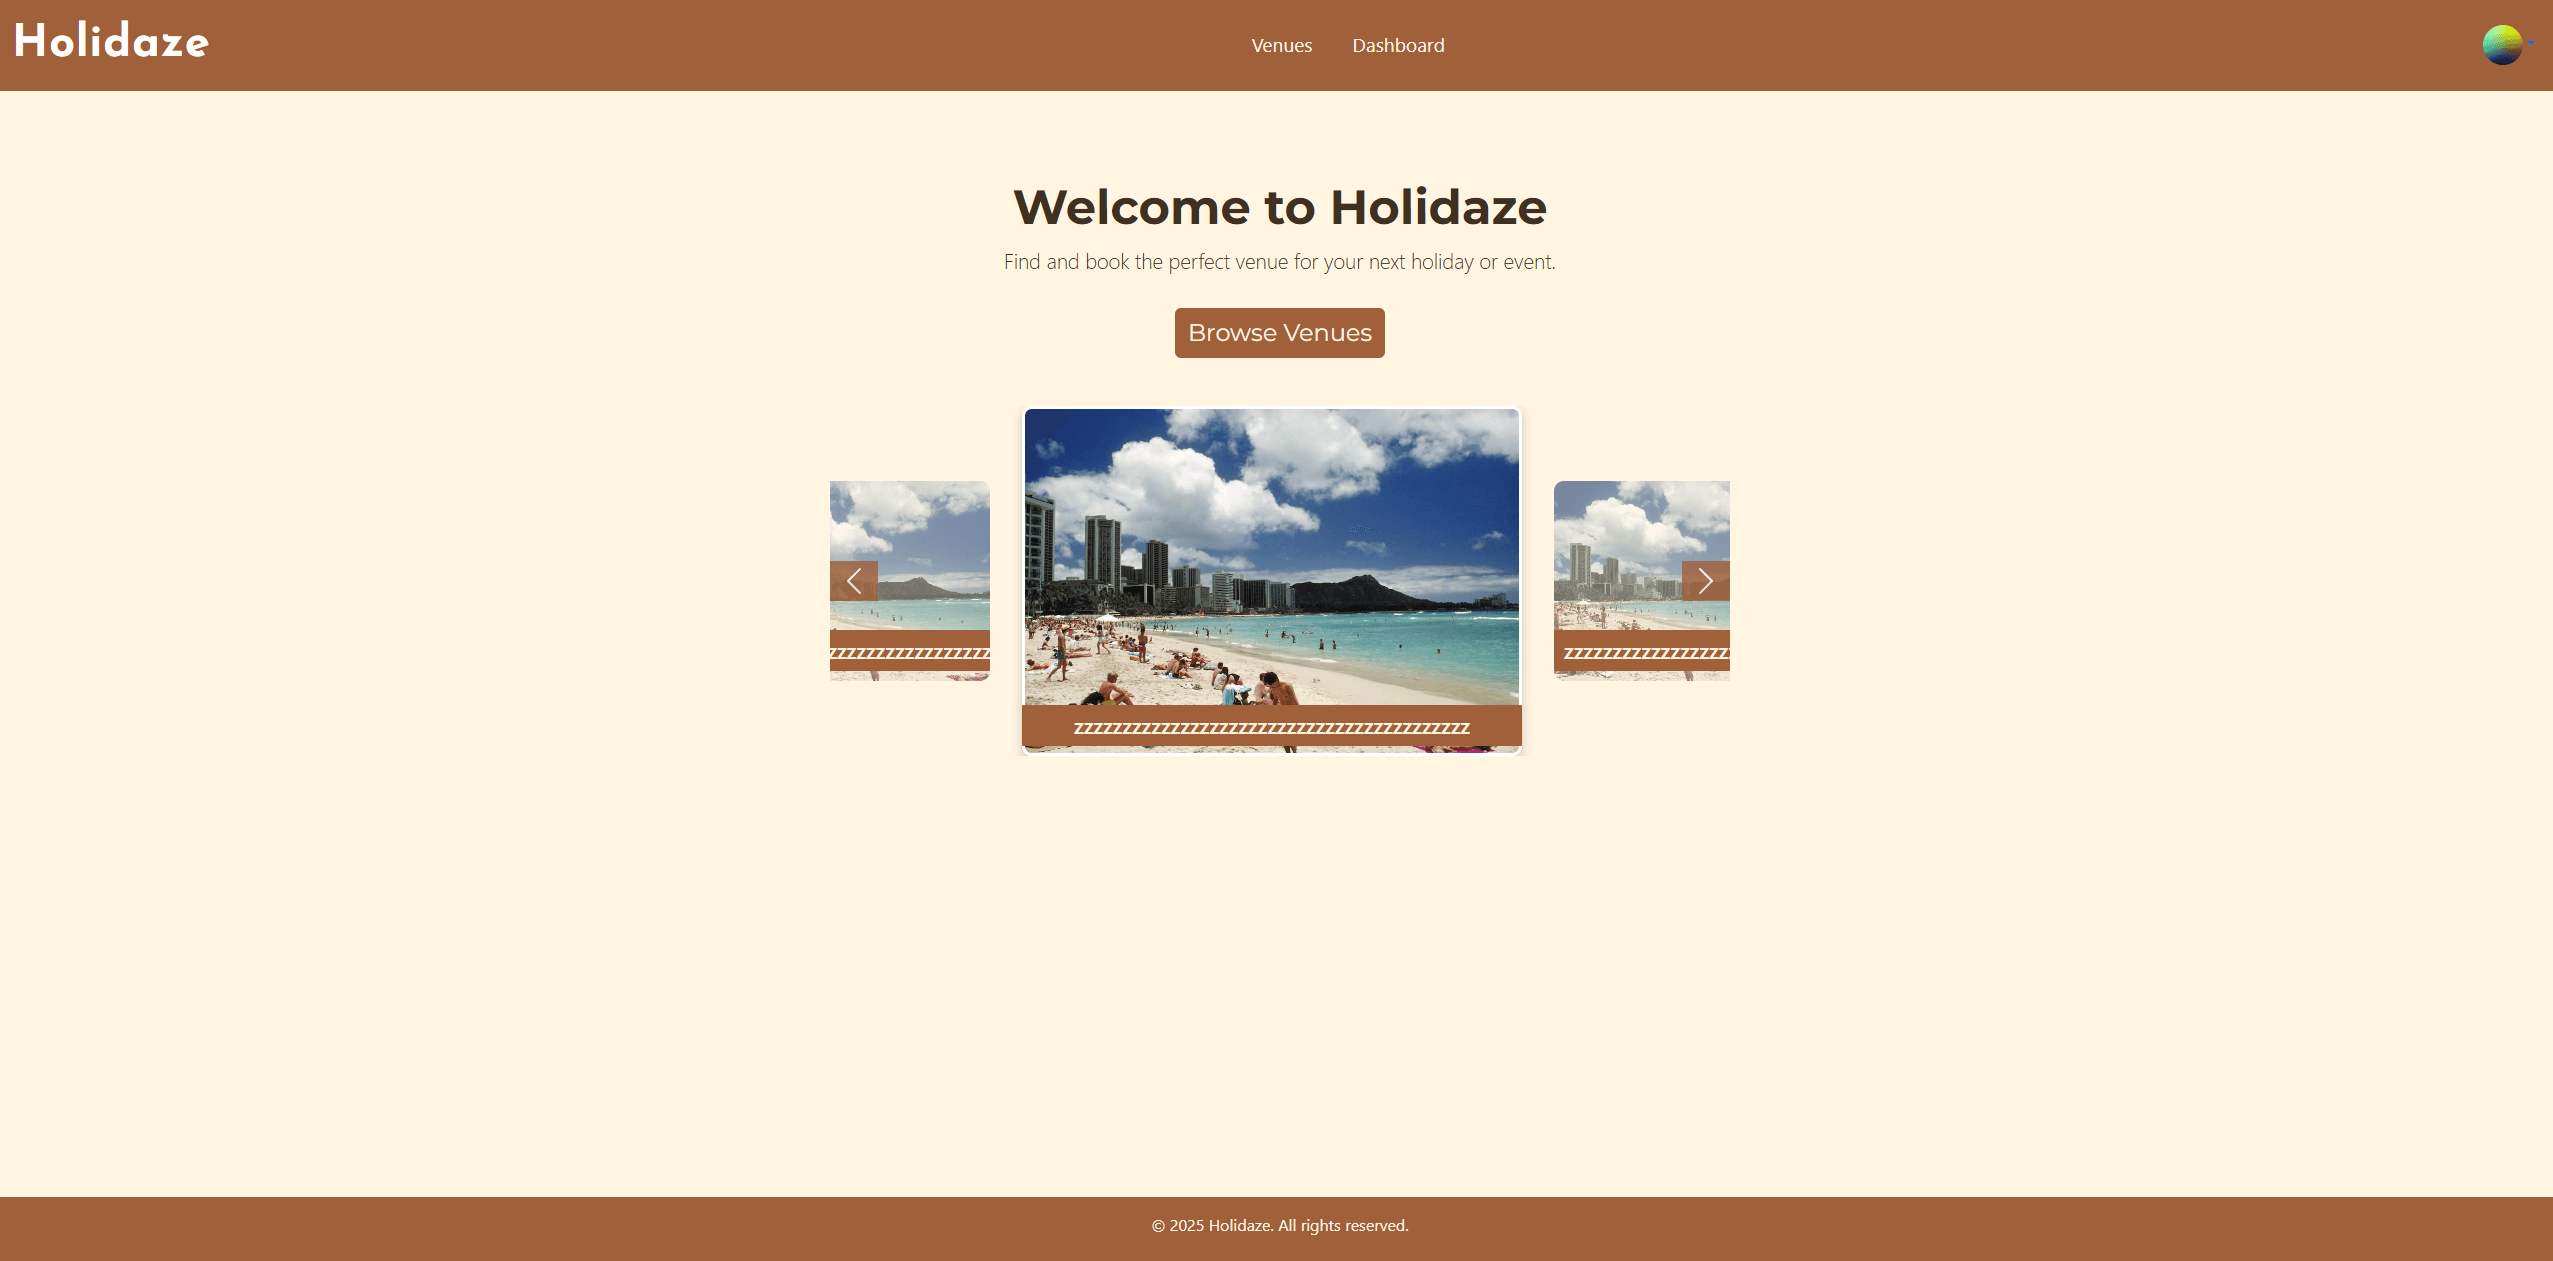 Holidaze
Venues
Dashboard
Welcome to Holidaze
Find and book the perfect venue for your next holiday or event.
Browse Venues
zzzzzzzzzzzzzzzzz
zzzzzzzzzzzzzzzzzzzzzzzzzzzzzzzzzzzzzzzzz
zzzzzzzzzzzzzzzzz
© 2025 Holidaze. All rights reserved.